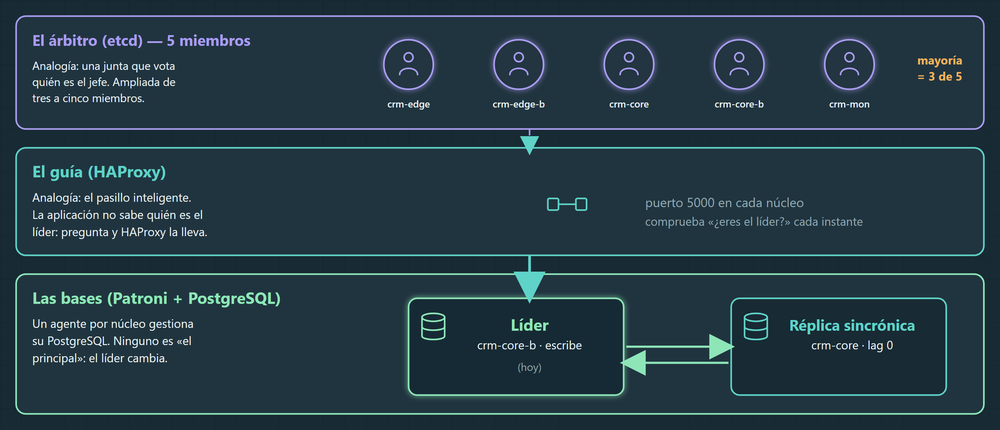 El árbitro (etcd) — 5 miembros
Analogía: una junta que vota
quién es el jefe. Ampliada de
tres a cinco miembros.
crm-edge
crm-edge-b
crm-core
crm-core-b
crm-mon
mayoría
= 3 de 5
El guía (HAProxy)
Analogía: el pasillo inteligente.
La aplicación no sabe quién es el
líder: pregunta y HAProxy la lleva.
puerto 5000 en cada núcleo
comprueba «¿eres el líder?» cada instante
Las bases (Patroni + PostgreSQL)
Un agente por núcleo gestiona
su PostgreSQL. Ninguno es «el
principal»: el líder cambia.
Líder
crm-core-b · escribe
(hoy)
Réplica sincrónica
crm-core · lag 0